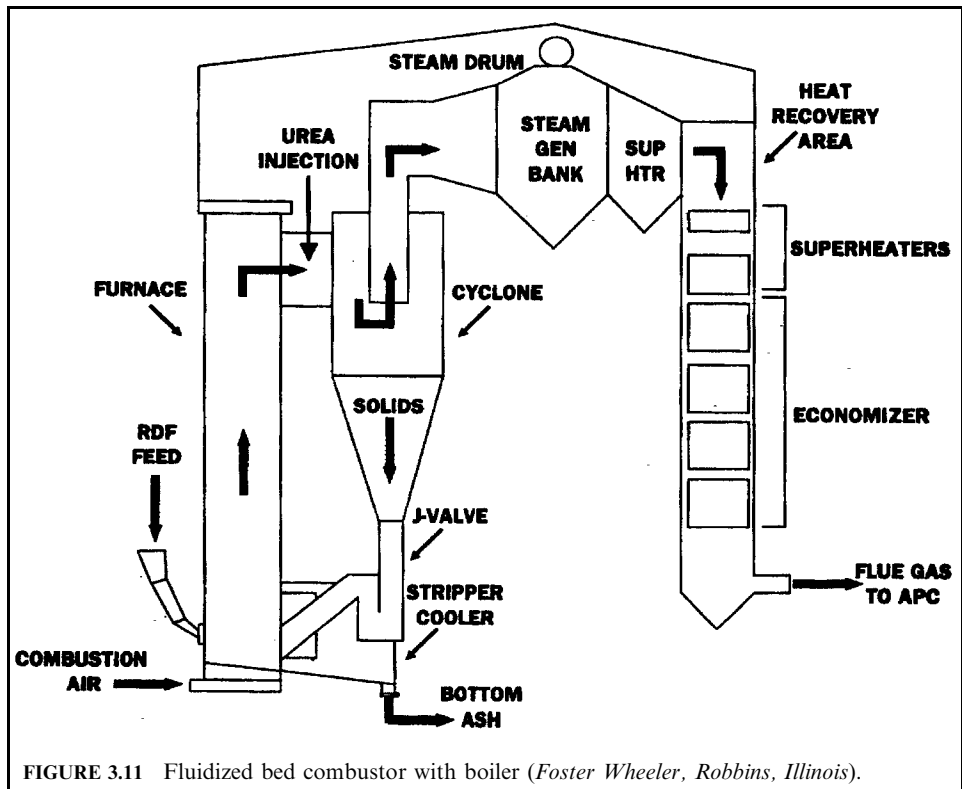 STEAM DRUM
HEAT
RECOVERY
AREA
UREA
INJECTION
STEAM
GEN
BANK
SUP
HTR
SUPERHEATERS
FURNACE
CYCLONE
SOLIDS
ECONOMIZER
RDF
FEED
J-VALVE
STRIPPER
COOLER
FLUE GAS
TO APC
COMBUSTION
AIR
BOTTOM
ASH
FIGURE 3.11 Fluidized bed combustor with boiler (Foster Wheeler, Robbins, Illinois).